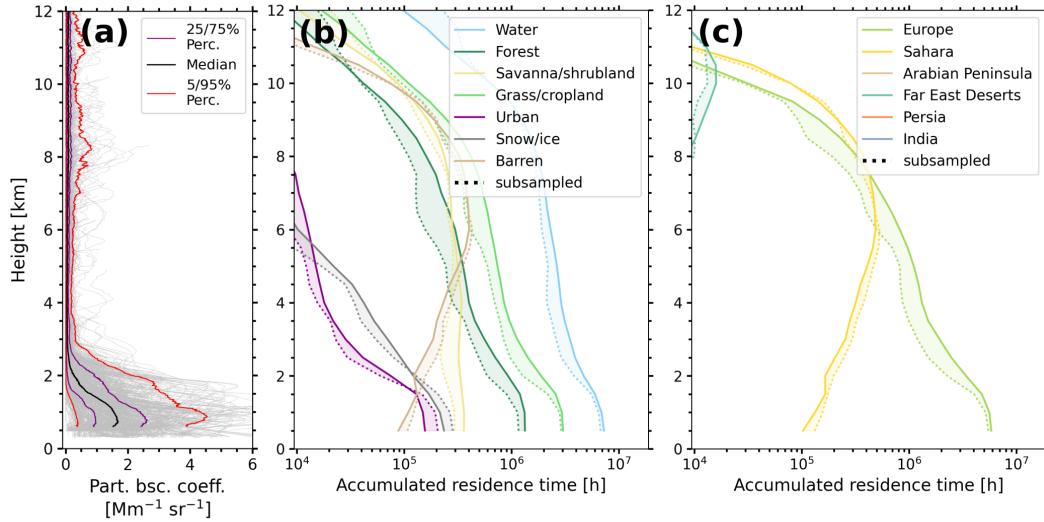 (a)
25/75%
Perc.
Median
5/95%
Perc.
12
10
8
6
4
2
0
Height [km]
0
2
4
6
Part. bsc. coeff.
[Mm⁻¹ sr⁻¹]
(b)
Water
Forest
Savanna/shrubland
Grass/cropland
Urban
Snow/ice
Barren
subsampled
12
10
8
6
4
2
0
10⁴
10⁵
10⁶
10⁷
Accumulated residence time [h]
(c)
Europe
Sahara
Arabian Peninsula
Far East Deserts
Persia
India
subsampled
12
10
8
6
4
2
0
10⁴
10⁵
10⁶
10⁷
Accumulated residence time [h]